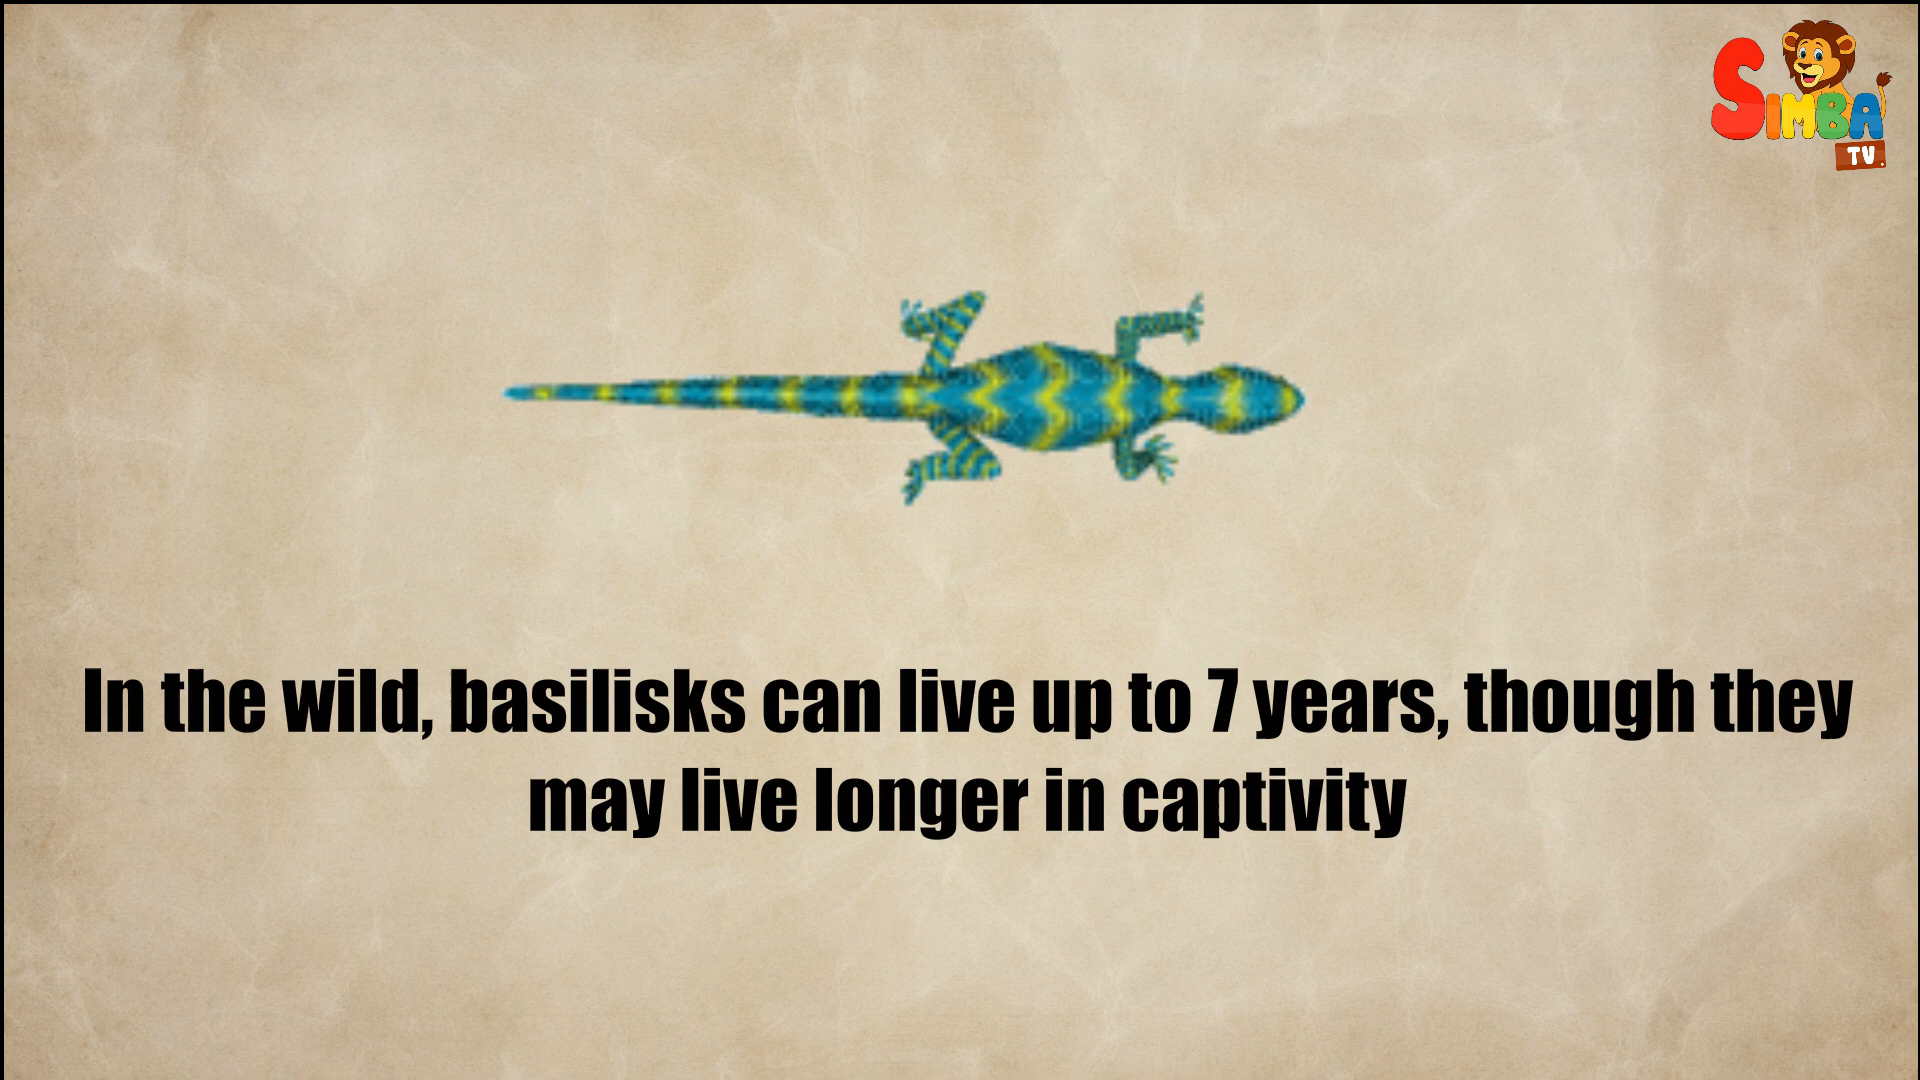 SIMBA
TV
In the wild, basilisks can live up to 7 years, though they
may live longer in captivity